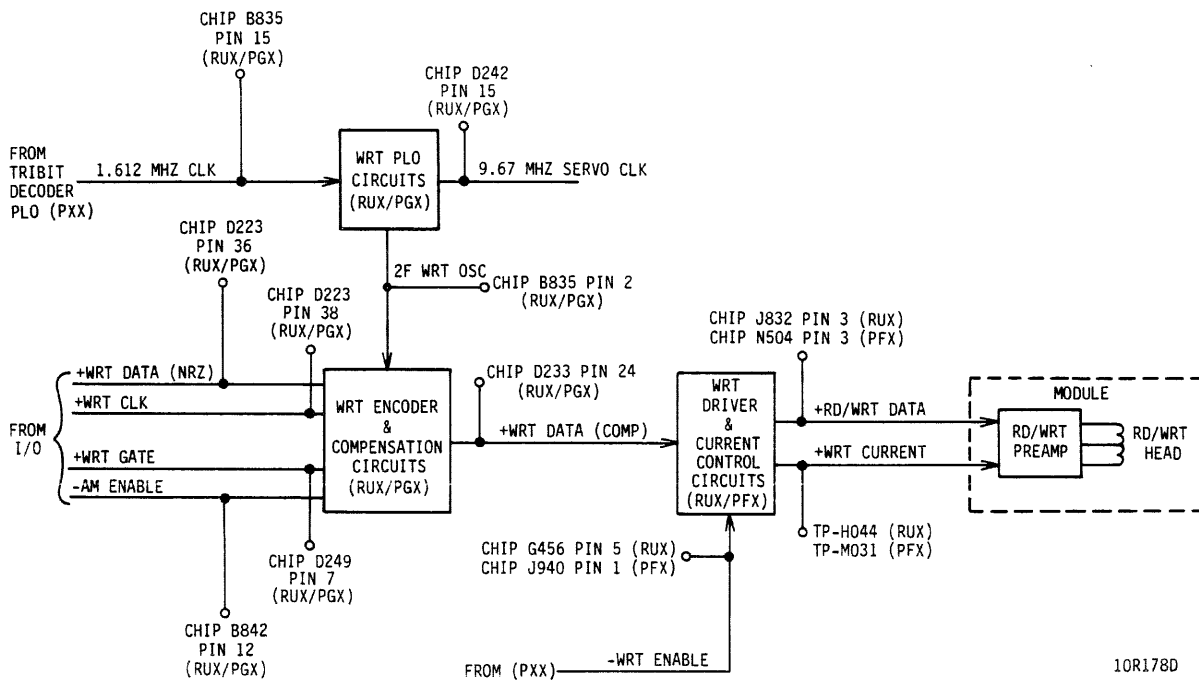 CHIP B835
PIN 15
(RUX/PGX)
CHIP D242
PIN 15
(RUX/PGX)
FROM
TRIBIT
DECODER
PLO (PXX)
1.612 MHZ CLK
WRT PLO
CIRCUITS
(RUX/PGX)
9.67 MHZ SERVO CLK
CHIP D223
PIN 36
(RUX/PGX)
2F WRT OSC
CHIP B835 PIN 2
(RUX/PGX)
CHIP D223
PIN 38
(RUX/PGX)
CHIP J832 PIN 3 (RUX)
CHIP N504 PIN 3 (PFX)
FROM
I/O
+WRT DATA (NRZ)
+WRT CLK
+WRT GATE
-AM ENABLE
WRT ENCODER
&
COMPENSATION
CIRCUITS
(RUX/PGX)
CHIP D233 PIN 24
(RUX/PGX)
+WRT DATA (COMP)
WRT
DRIVER
&
CURRENT
CONTROL
CIRCUITS
(RUX/PFX)
+RD/WRT DATA
+WRT CURRENT
MODULE
RD/WRT
PREAMP
RD/WRT
HEAD
TP-H044 (RUX)
TP-M031 (PFX)
CHIP G456 PIN 5 (RUX)
CHIP J940 PIN 1 (PFX)
CHIP D249
PIN 7
(RUX/PGX)
CHIP B842
PIN 12
(RUX/PGX)
FROM (PXX)
-WRT ENABLE
10R178D